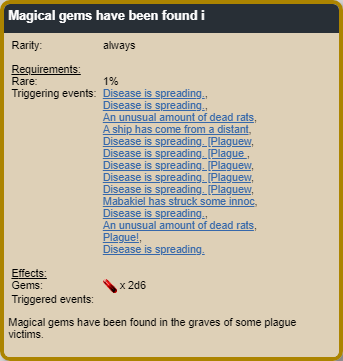 Magical gems have been found i
Rarity: always
Requirements:
Rare: 1%
Triggering events: Disease is spreading.,
Disease is spreading.,
An unusual amount of dead rats,
A ship has come from a distant,
Disease is spreading. [Plaguew,
Disease is spreading. [Plague ,
Disease is spreading. [Plaguew,
Disease is spreading. [Plaguew,
Disease is spreading. [Plaguew,
Mabakiel has struck some innoc,
Disease is spreading.,
An unusual amount of dead rats,
Plague!,
Disease is spreading.
Effects:
Gems: x 2d6
Triggered events:
Magical gems have been found in the graves of some plague
victims.